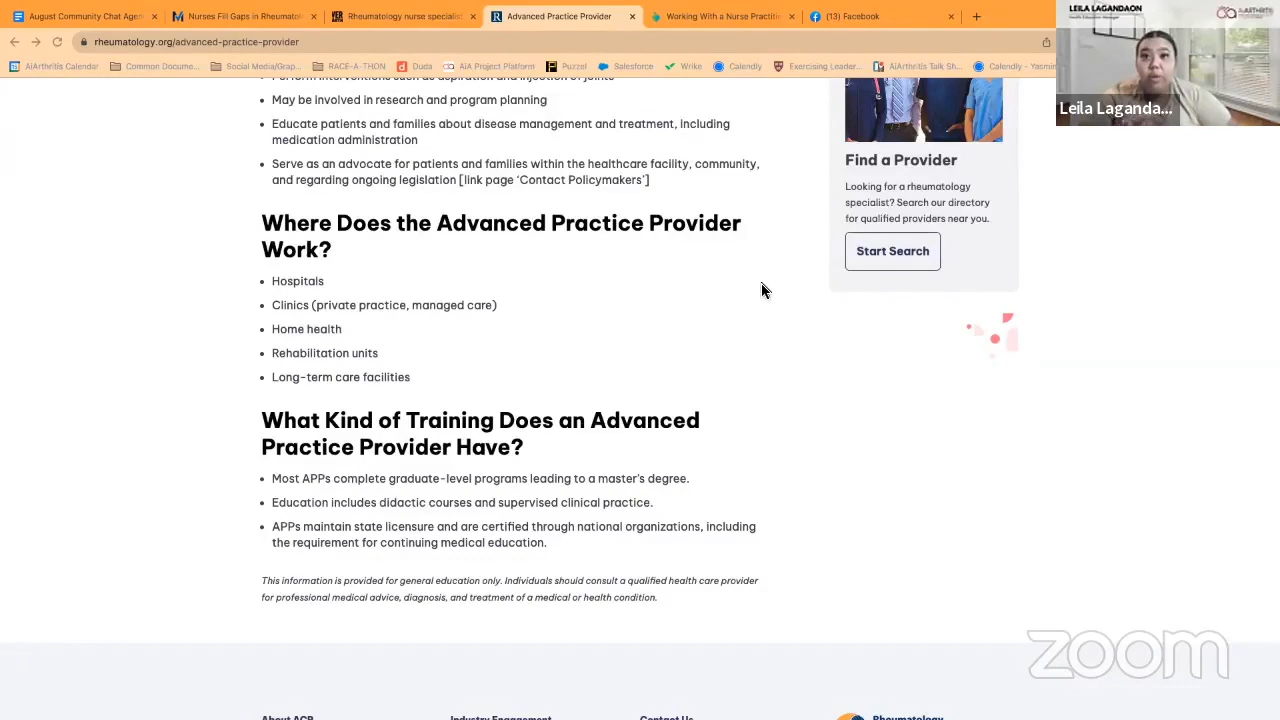 August Community Chat Agen
Nurses Fill Gaps in Rheumatol
Rheumatology nurse specialist
Advanced Practice Provider
Working With a Nurse Practitie
(13) Facebook
LEILA LAGANDAON
Health Education Manager
rheumatology.org/advanced-practice-provider
AiArthritis Calendar
Common Docume...
Social Media/Grap...
RACE-A-THON
Duda
AiA Project Platform
Puzzel
Salesforce
Wrike
Calendly
Exercising Leader...
AiArthritis Talk Sh...
Calendly - Yasmin
Leila Laganda...
Perform interventions such as aspiration and injection of joints
May be involved in research and program planning
Educate patients and families about disease management and treatment, including
medication administration
Serve as an advocate for patients and families within the healthcare facility, community,
and regarding ongoing legislation [link page ‘Contact Policymakers’]
Find a Provider
Looking for a rheumatology
specialist? Search our directory
for qualified providers near you.
Start Search
Where Does the Advanced Practice Provider
Work?
Hospitals
Clinics (private practice, managed care)
Home health
Rehabilitation units
Long-term care facilities
What Kind of Training Does an Advanced
Practice Provider Have?
Most APPs complete graduate-level programs leading to a master’s degree.
Education includes didactic courses and supervised clinical practice.
APPs maintain state licensure and are certified through national organizations, including
the requirement for continuing medical education.
This information is provided for general education only. Individuals should consult a qualified health care provider
for professional medical advice, diagnosis, and treatment of a medical or health condition.
zoom
About ACR
Industry Engagement
Contact Us
Rheumatology